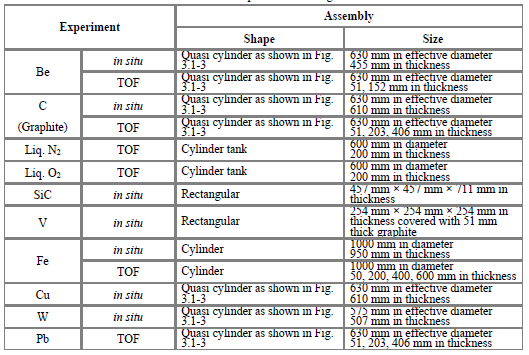 Experiment
Assembly
Shape
Size
Be
in situ
Quasi cylinder as shown in Fig.
3.1-3
630 mm in effective diameter
455 mm in thickness
TOF
Quasi cylinder as shown in Fig.
3.1-3
630 mm in effective diameter
51, 152 mm in thickness
C
(Graphite)
in situ
Quasi cylinder as shown in Fig.
3.1-3
630 mm in effective diameter
610 mm in thickness
TOF
Quasi cylinder as shown in Fig.
3.1-3
630 mm in effective diameter
51, 203, 406 mm in thickness
Liq. N2
TOF
Cylinder tank
600 mm in diameter
200 mm in thickness
Liq. O2
TOF
Cylinder tank
600 mm in diameter
200 mm in thickness
SiC
in situ
Rectangular
457 mm × 457 mm × 711 mm in
thickness
V
in situ
Rectangular
254 mm × 254 mm × 254 mm in
thickness covered with 51 mm
thick graphite
Fe
in situ
Cylinder
1000 mm in diameter
950 mm in thickness
TOF
Cylinder
1000 mm in diameter
50, 200, 400, 600 mm in thickness
Cu
in situ
Quasi cylinder as shown in Fig.
3.1-3
630 mm in effective diameter
610 mm in thickness
W
in situ
Quasi cylinder as shown in Fig.
3.1-3
575 mm in effective diameter
507 mm in thickness
Pb
TOF
Quasi cylinder as shown in Fig.
3.1-3
630 mm in effective diameter
51, 203, 406 mm in thickness